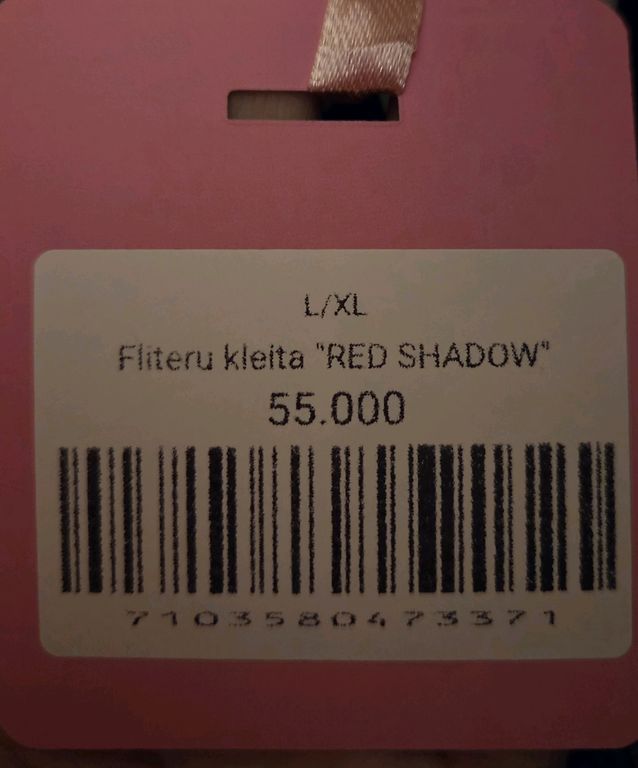 L/XL
Fliteru kleita "RED SHADOW"
55.000
7103580473371